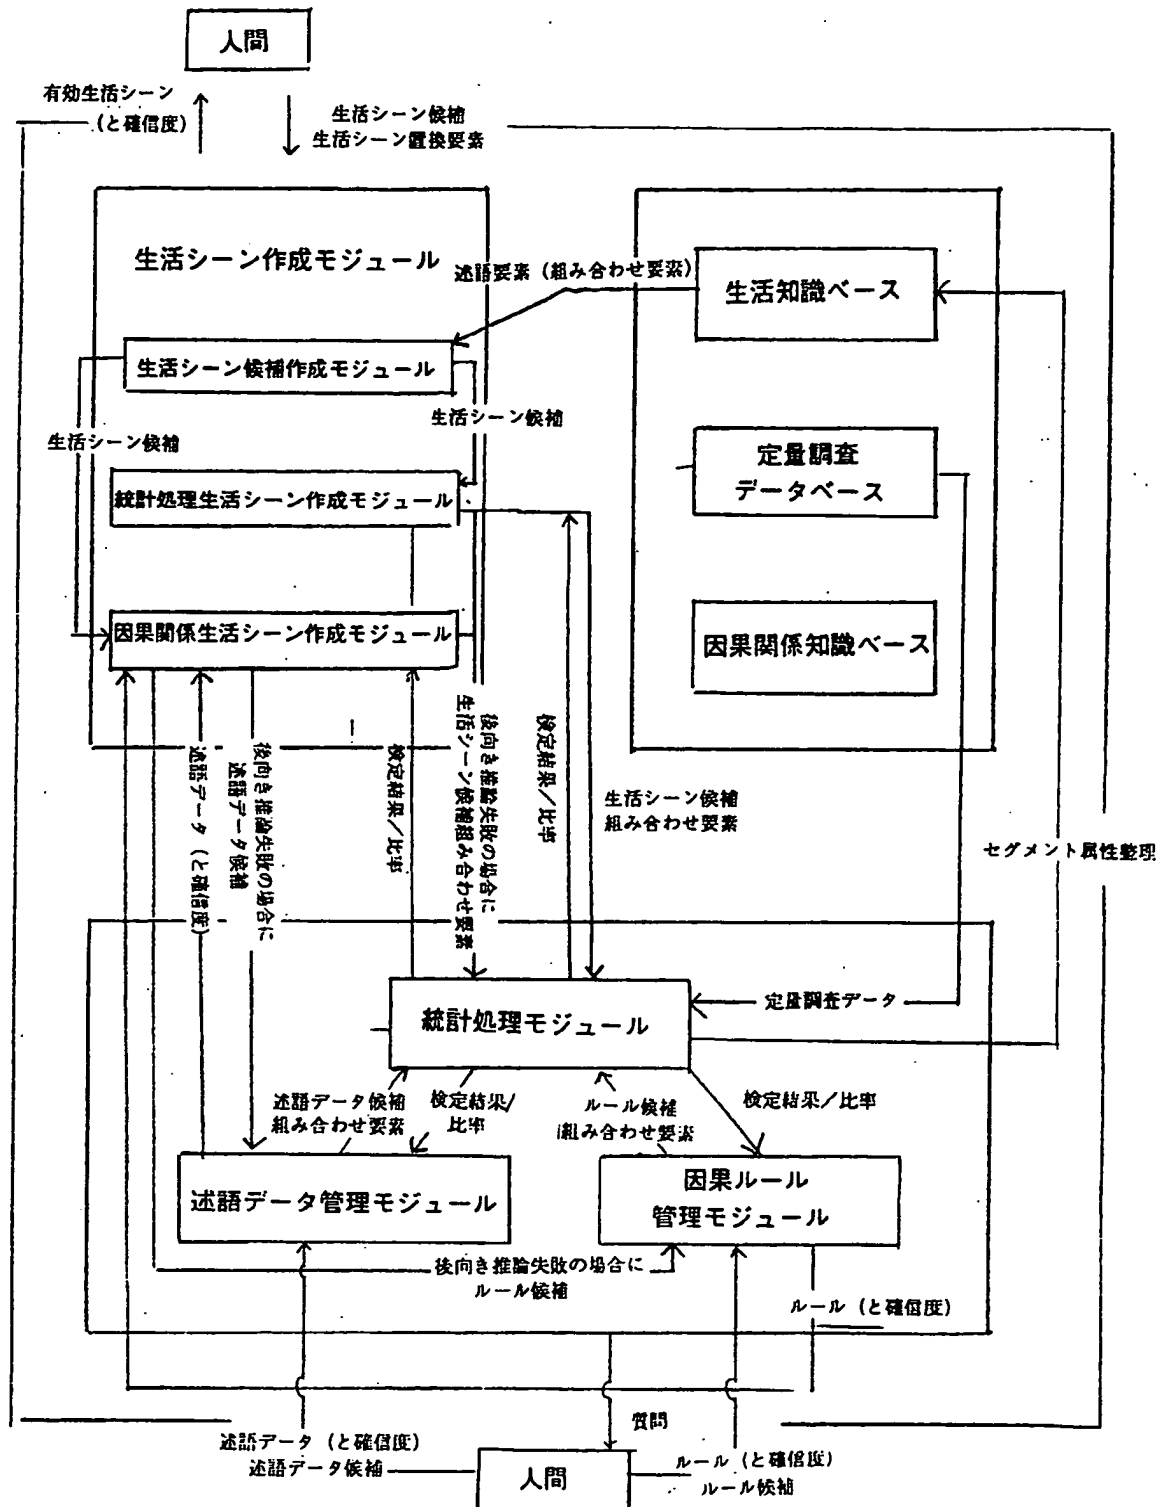 人間
有効生活シーン
(と確信度)
生活シーン候補
生活シーン置換要素
生活シーン作成モジュール
述語要素 (組み合わせ要素)
生活知識ベース
生活シーン候補作成モジュール
生活シーン候補
生活シーン候補
定量調査
データベース
統計処理生活シーン作成モジュール
因果関係生活シーン作成モジュール
因果関係知識ベース
述語データ (と確信度)
後向き推論失敗の場合に
述語データ候補
検定結果/比率
後向き推論失敗の場合に
生活シーン候補組み合わせ要素
検定結果/比率
生活シーン候補
組み合わせ要素
セグメント属性整理
定量調査データ
統計処理モジュール
述語データ候補
組み合わせ要素
検定結果/
比率
ルール候補
組み合わせ要素
検定結果/比率
述語データ管理モジュール
因果ルール
管理モジュール
後向き推論失敗の場合に
ルール候補
ルール (と確信度)
質問
述語データ (と確信度)
述語データ候補
人間
ルール (と確信度)
ルール候補